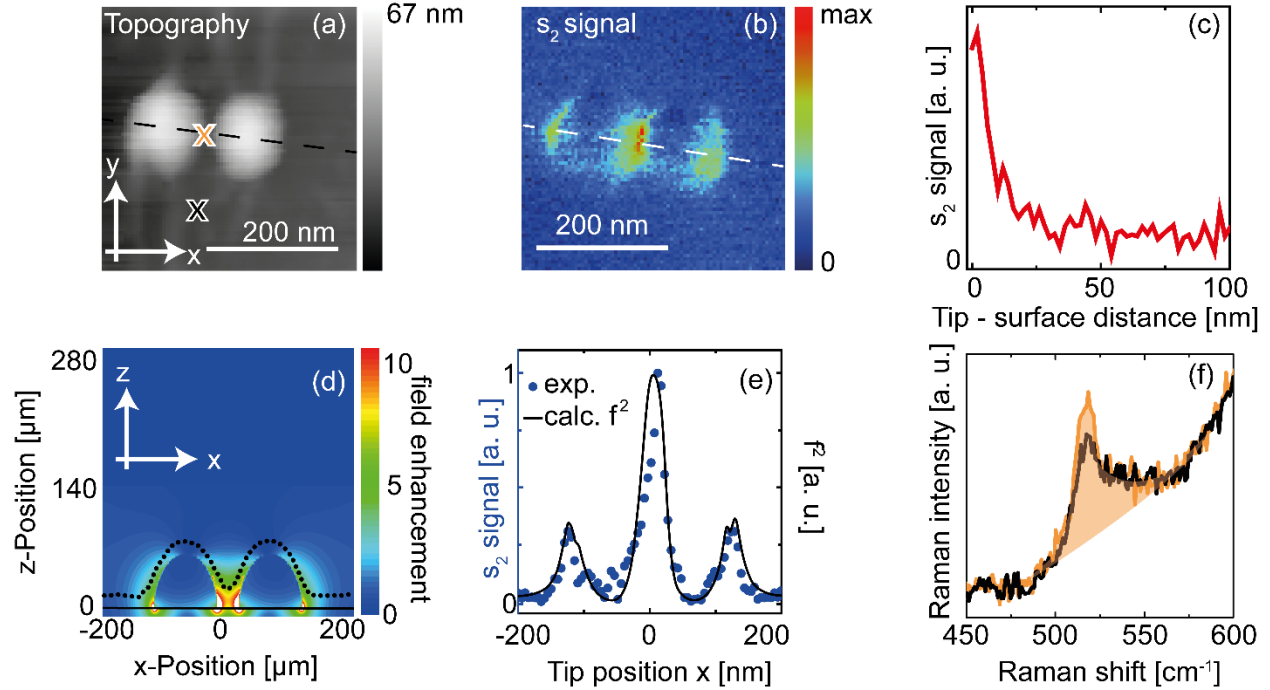 Topography (a)
67 nm
y
x
X
X
200 nm
s₂ signal (b)
max
200 nm
0
(c)
s₂ signal [a. u.]
0
0 50 100
Tip - surface distance [nm]
280
140
0
z-Position [µm]
z
x
(d)
10
5
0
field enhancement
-200 0 200
x-Position [µm]
1
0
s₂ signal [a. u.]
exp.
calc. f²
(e)
f² [a. u.]
-200 0 200
Tip position x [nm]
(f)
Raman intensity [a. u.]
450 500 550 600
Raman shift [cm⁻¹]